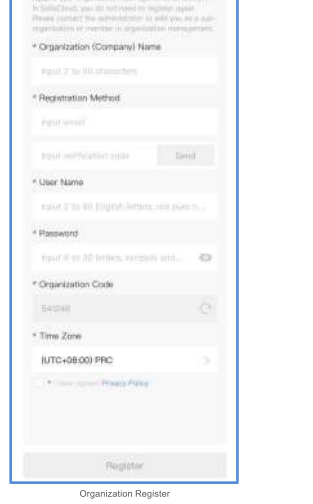 in SolisCloud, you do not need to register again.
Please contact the administrator to add you as a sub-
organization or member in organization management.
* Organization (Company) Name
Input 2 to 80 characters
* Registration Method
Input email
Input verification code Send
* User Name
Input 2 to 80 English letters,
* Password
Input 6 to 32 letters, symbols and...
* Organization Code
* Time Zone
(UTC+08:00) PRC
* I have agreed Privacy Policy
Register
Organization Register